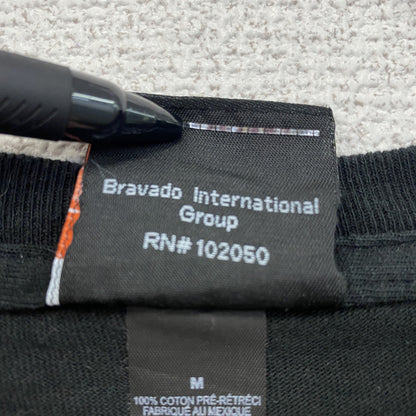 Bravado International
Group
RN# 102050
M
100% COTON PRÉ-RÉTRÉCI
FABRIQUÉ AU MEXIQUE